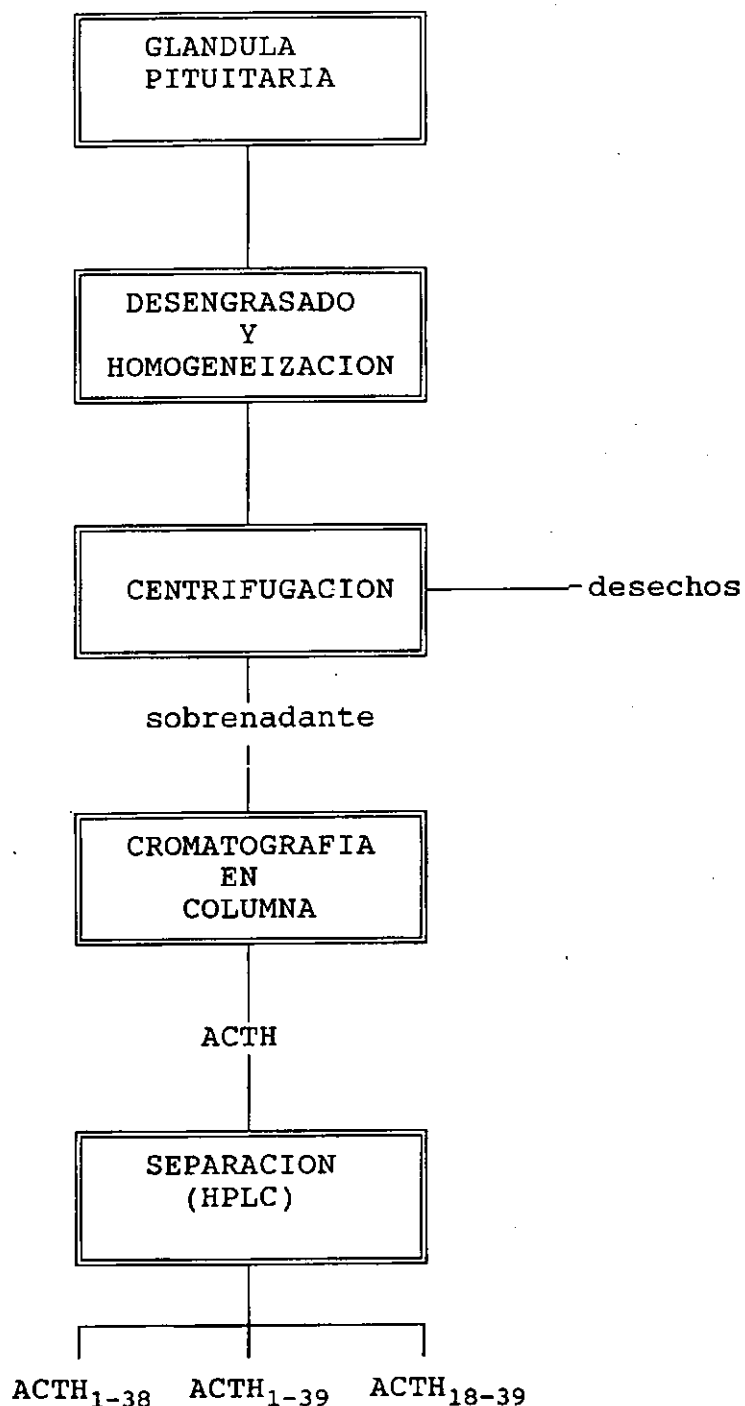 GLANDULA
PITUITARIA
DESENGRASADO
Y
HOMOGENEIZACION
CENTRIFUGACION
desechos
sobrenadante
CROMATOGRAFIA
EN
COLUMNA
ACTH
SEPARACION
(HPLC)
ACTH₁₋₃₈ ACTH₁₋₃₉ ACTH₁₈₋₃₉